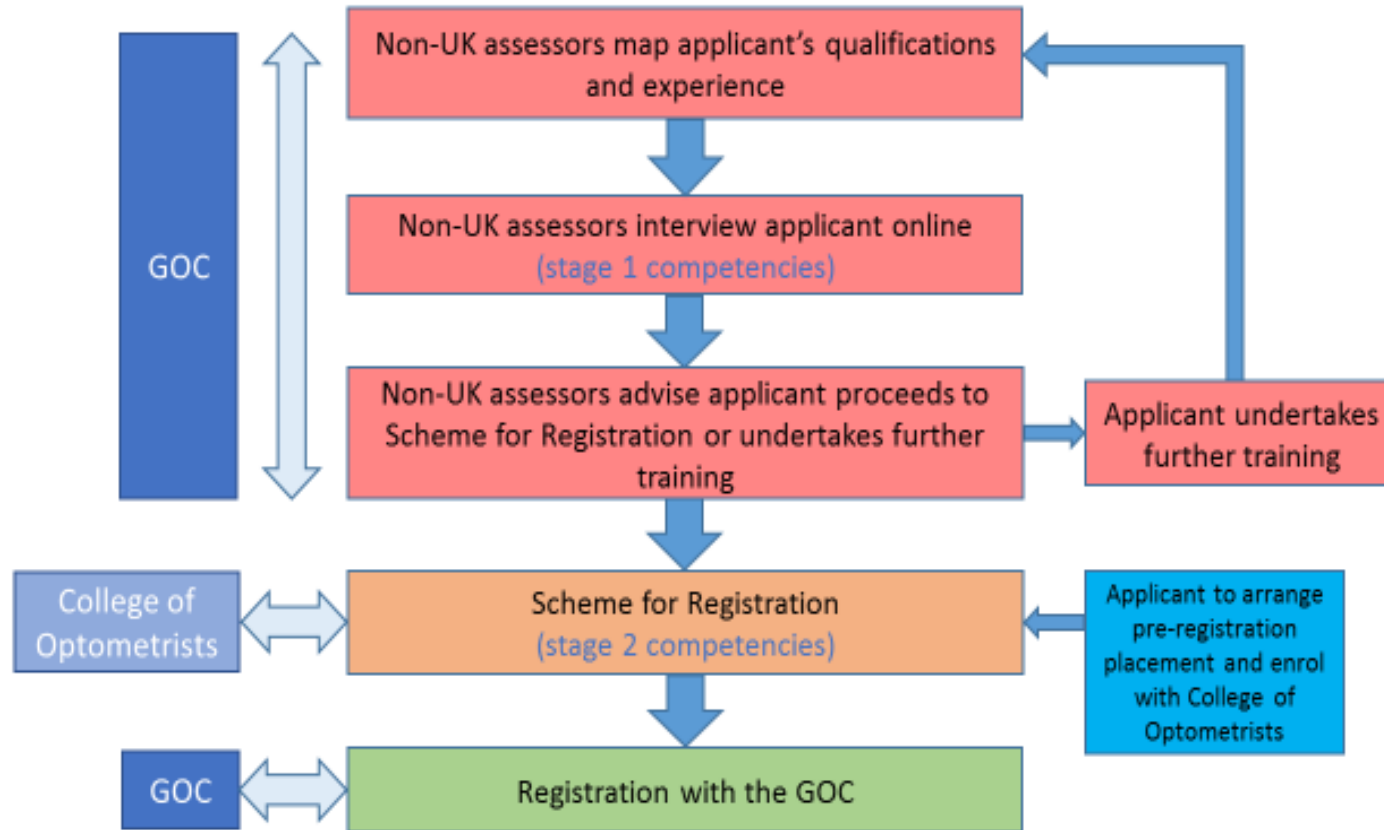 Non-UK assessors map applicant’s qualifications
and experience
GOC
Non-UK assessors interview applicant online
(stage 1 competencies)
Non-UK assessors advise applicant proceeds to
Scheme for Registration or undertakes further
training
Applicant undertakes
further training
College of
Optometrists
Scheme for Registration
(stage 2 competencies)
Applicant to arrange
pre-registration
placement and enrol
with College of
Optometrists
GOC
Registration with the GOC